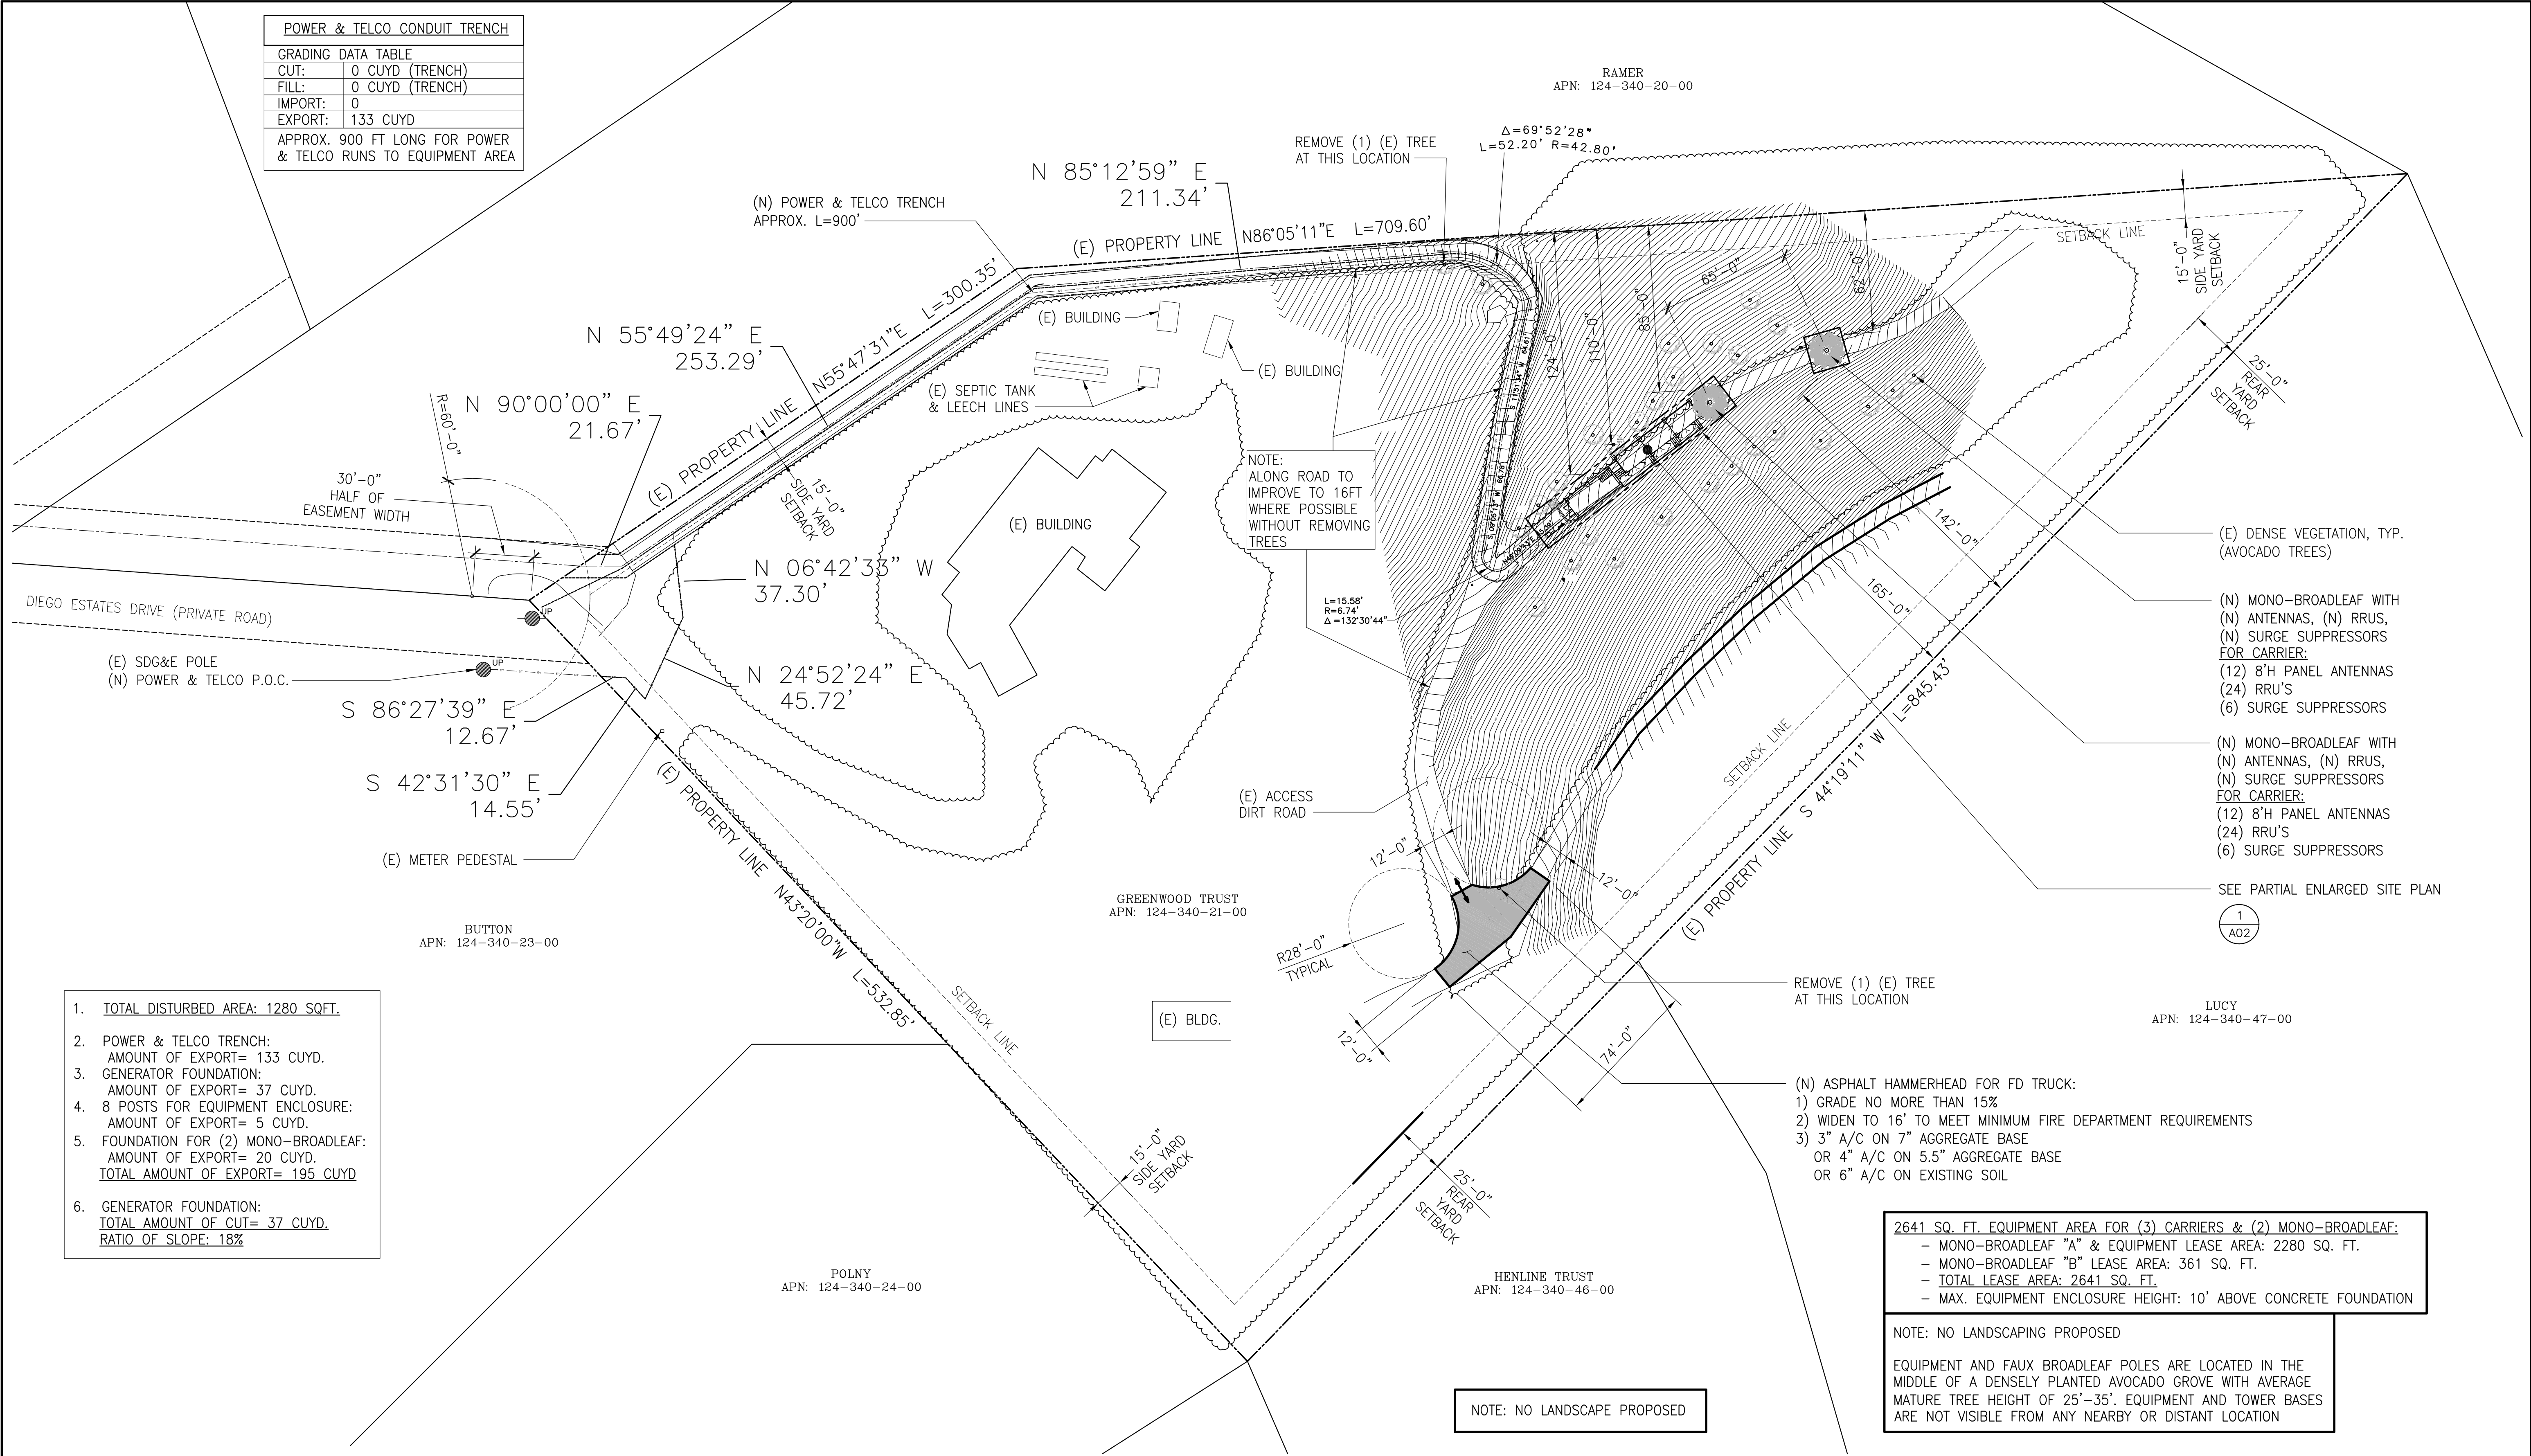 POWER & TELCO CONDUIT TRENCH
GRADING DATA TABLE
CUT: 0 CUYD (TRENCH)
FILL: 0 CUYD (TRENCH)
IMPORT: 0
EXPORT: 133 CUYD
APPROX. 900 FT LONG FOR POWER
& TELCO RUNS TO EQUIPMENT AREA
RAMER
APN: 124-340-20-00
REMOVE (1) (E) TREE
AT THIS LOCATION
Δ=69°52'28"
L=52.20' R=42.80'
N 85°12'59" E
211.34'
(N) POWER & TELCO TRENCH
APPROX. L=900'
(E) PROPERTY LINE N86°05'11"E L=709.60'
SETBACK LINE
15'-0"
SIDE YARD
SETBACK
62'-0"
65'-0"
85'-0"
110'-0"
124'-0"
25'-0"
REAR
YARD
SETBACK
(E) PROPERTY LINE N55°47'31"E L=300.35'
N 55°49'24" E
253.29'
(E) BUILDING
(E) BUILDING
(E) SEPTIC TANK
& LEECH LINES
N 90°00'00" E
21.67'
R=60'-0"
30'-0"
HALF OF
EASEMENT WIDTH
15'-0"
SIDE YARD
SETBACK
(E) BUILDING
NOTE:
ALONG ROAD TO
IMPROVE TO 16FT
WHERE POSSIBLE
WITHOUT REMOVING
TREES
N 06°42'33" W
37.30'
L=15.58'
R=6.74'
Δ =132°30'44"
DIEGO ESTATES DRIVE (PRIVATE ROAD)
UP
UP
(E) SDG&E POLE
(N) POWER & TELCO P.O.C.
N 24°52'24" E
45.72'
S 86°27'39" E
12.67'
S 42°31'30" E
14.55'
(E) METER PEDESTAL
(E) PROPERTY LINE N43°20'00"W L=532.85'
SETBACK LINE
142'-0"
165'-0"
(E) PROPERTY LINE S 44°19'11" W L=845.43'
SETBACK LINE
(E) DENSE VEGETATION, TYP.
(AVOCADO TREES)
(N) MONO-BROADLEAF WITH
(N) ANTENNAS, (N) RRUS,
(N) SURGE SUPPRESSORS
FOR CARRIER:
(12) 8'H PANEL ANTENNAS
(24) RRU'S
(6) SURGE SUPPRESSORS
(N) MONO-BROADLEAF WITH
(N) ANTENNAS, (N) RRUS,
(N) SURGE SUPPRESSORS
FOR CARRIER:
(12) 8'H PANEL ANTENNAS
(24) RRU'S
(6) SURGE SUPPRESSORS
SEE PARTIAL ENLARGED SITE PLAN
1
A02
(E) ACCESS
DIRT ROAD
12'-0"
12'-0"
R28'-0"
TYPICAL
12'-0"
74'-0"
GREENWOOD TRUST
APN: 124-340-21-00
BUTTON
APN: 124-340-23-00
(E) BLDG.
REMOVE (1) (E) TREE
AT THIS LOCATION
LUCY
APN: 124-340-47-00
(N) ASPHALT HAMMERHEAD FOR FD TRUCK:
1) GRADE NO MORE THAN 15%
2) WIDEN TO 16' TO MEET MINIMUM FIRE DEPARTMENT REQUIREMENTS
3) 3" A/C ON 7" AGGREGATE BASE
OR 4" A/C ON 5.5" AGGREGATE BASE
OR 6" A/C ON EXISTING SOIL
1. TOTAL DISTURBED AREA: 1280 SQFT.
2. POWER & TELCO TRENCH:
AMOUNT OF EXPORT= 133 CUYD.
3. GENERATOR FOUNDATION:
AMOUNT OF EXPORT= 37 CUYD.
4. 8 POSTS FOR EQUIPMENT ENCLOSURE:
AMOUNT OF EXPORT= 5 CUYD.
5. FOUNDATION FOR (2) MONO-BROADLEAF:
AMOUNT OF EXPORT= 20 CUYD.
TOTAL AMOUNT OF EXPORT= 195 CUYD
6. GENERATOR FOUNDATION:
TOTAL AMOUNT OF CUT= 37 CUYD.
RATIO OF SLOPE: 18%
15'-0"
SIDE YARD
SETBACK
25'-0"
REAR
YARD
SETBACK
POLNY
APN: 124-340-24-00
HENLINE TRUST
APN: 124-340-46-00
2641 SQ. FT. EQUIPMENT AREA FOR (3) CARRIERS & (2) MONO-BROADLEAF:
- MONO-BROADLEAF "A" & EQUIPMENT LEASE AREA: 2280 SQ. FT.
- MONO-BROADLEAF "B" LEASE AREA: 361 SQ. FT.
- TOTAL LEASE AREA: 2641 SQ. FT.
- MAX. EQUIPMENT ENCLOSURE HEIGHT: 10' ABOVE CONCRETE FOUNDATION
NOTE: NO LANDSCAPING PROPOSED
EQUIPMENT AND FAUX BROADLEAF POLES ARE LOCATED IN THE
MIDDLE OF A DENSELY PLANTED AVOCADO GROVE WITH AVERAGE
MATURE TREE HEIGHT OF 25'-35'. EQUIPMENT AND TOWER BASES
ARE NOT VISIBLE FROM ANY NEARBY OR DISTANT LOCATION
NOTE: NO LANDSCAPE PROPOSED